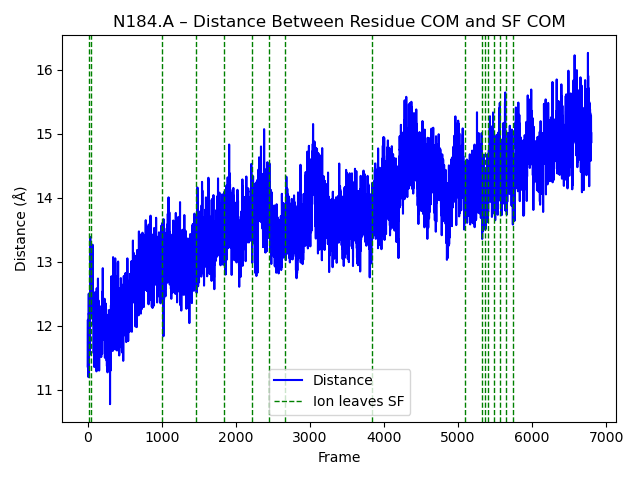 N184.A – Distance Between Residue COM and SF COM
Distance (Å)
16
15
14
13
12
11
Distance
Ion leaves SF
0 1000 2000 3000 4000 5000 6000 7000
Frame